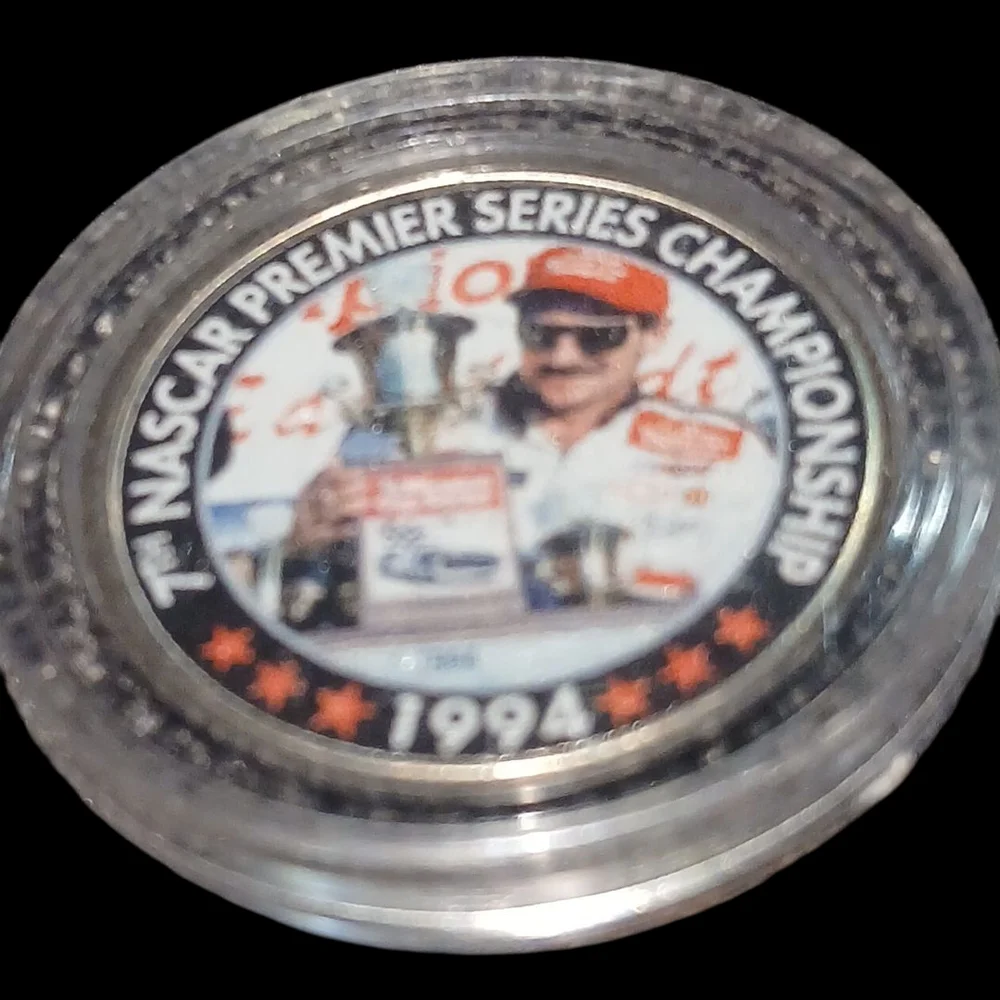 7TH NASCAR PREMIER SERIES CHAMPIONSHIP
1994